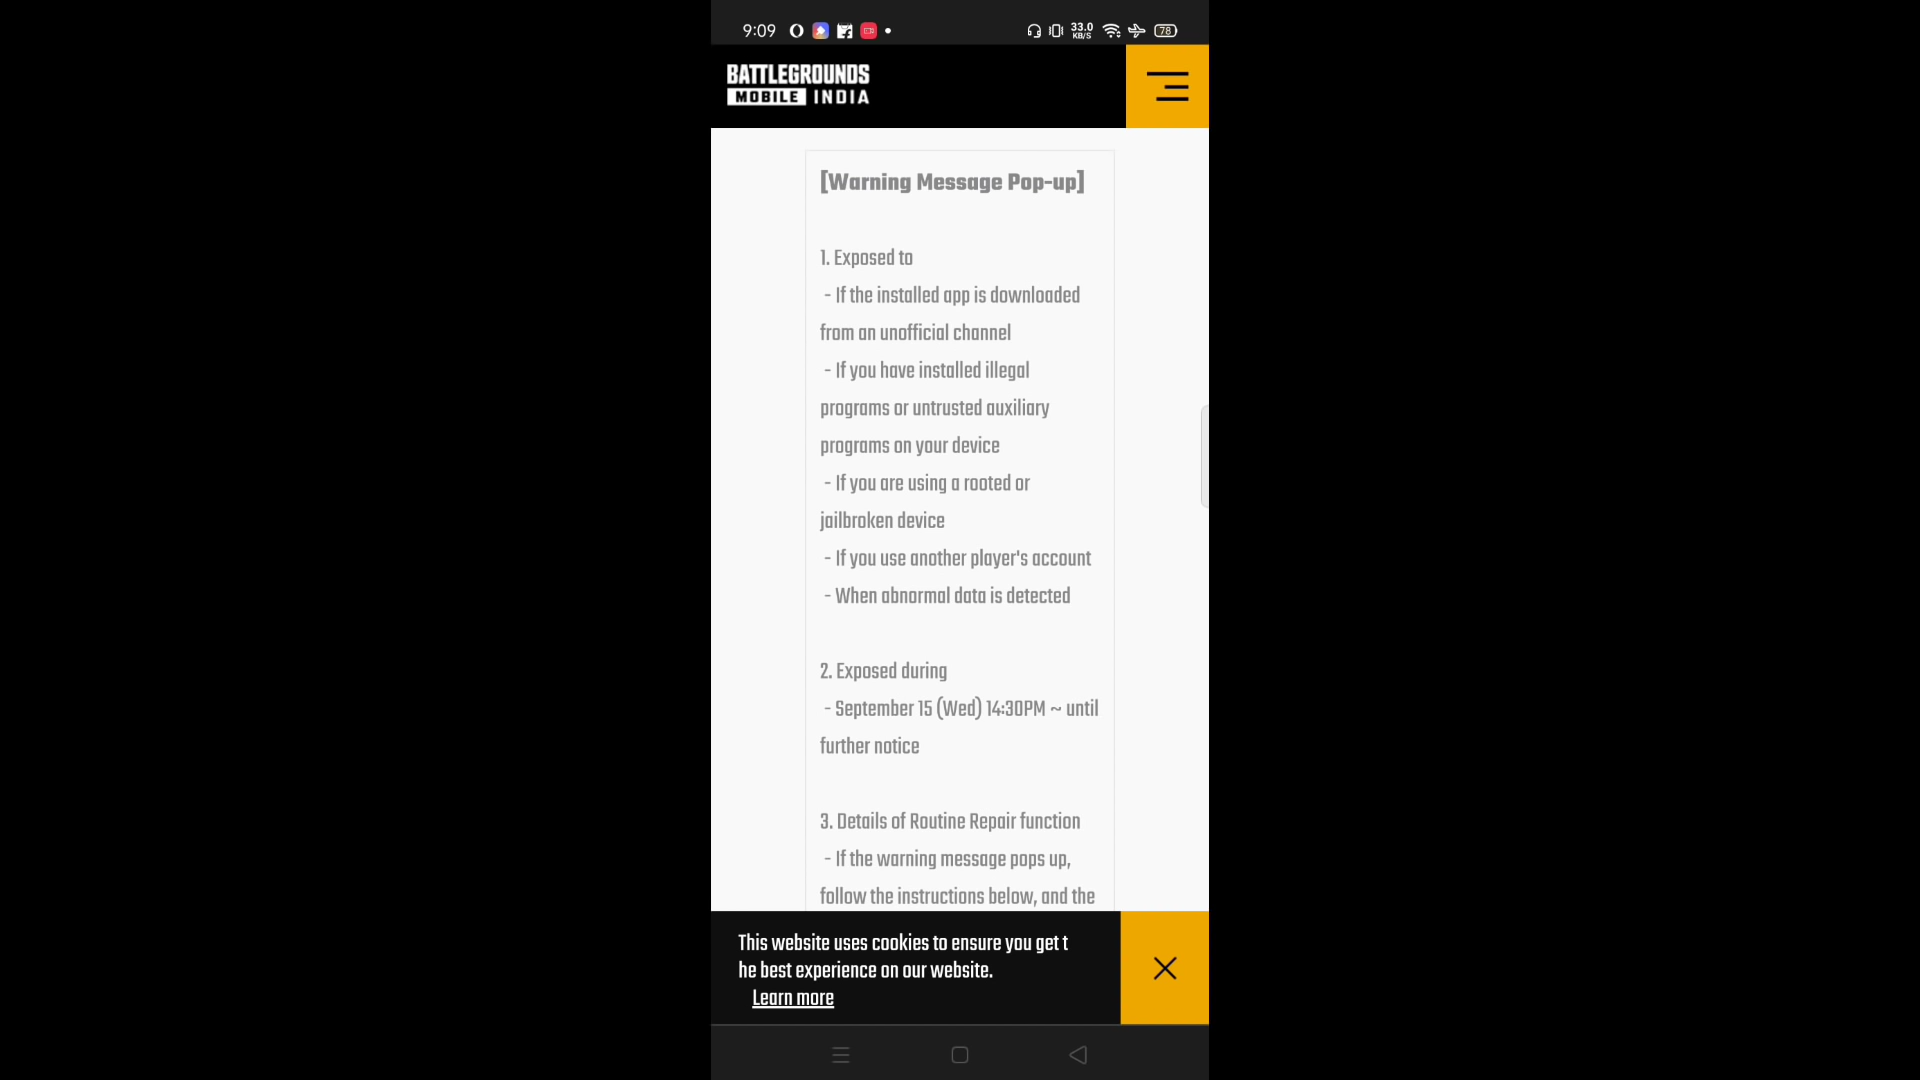 9:09
33.0
KB/S
78
BATTLEGROUNDS
MOBILE INDIA
[Warning Message Pop-up]
1. Exposed to
- If the installed app is downloaded
from an unofficial channel
- If you have installed illegal
programs or untrusted auxiliary
programs on your device
- If you are using a rooted or
jailbroken device
- If you use another player's account
- When abnormal data is detected
2. Exposed during
- September 15 (Wed) 14:30PM ~ until
further notice
3. Details of Routine Repair function
- If the warning message pops up,
follow the instructions below, and the
This website uses cookies to ensure you get t
he best experience on our website.
Learn more